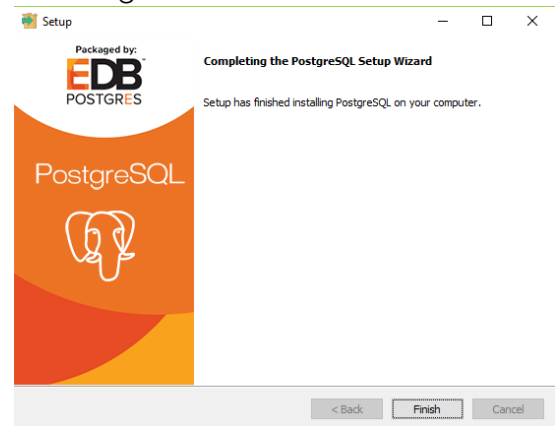 Setup
Packaged by:
EDB
POSTGRES
Completing the PostgreSQL Setup Wizard
Setup has finished installing PostgreSQL on your computer.
PostgreSQL
< Back
Finish
Cancel